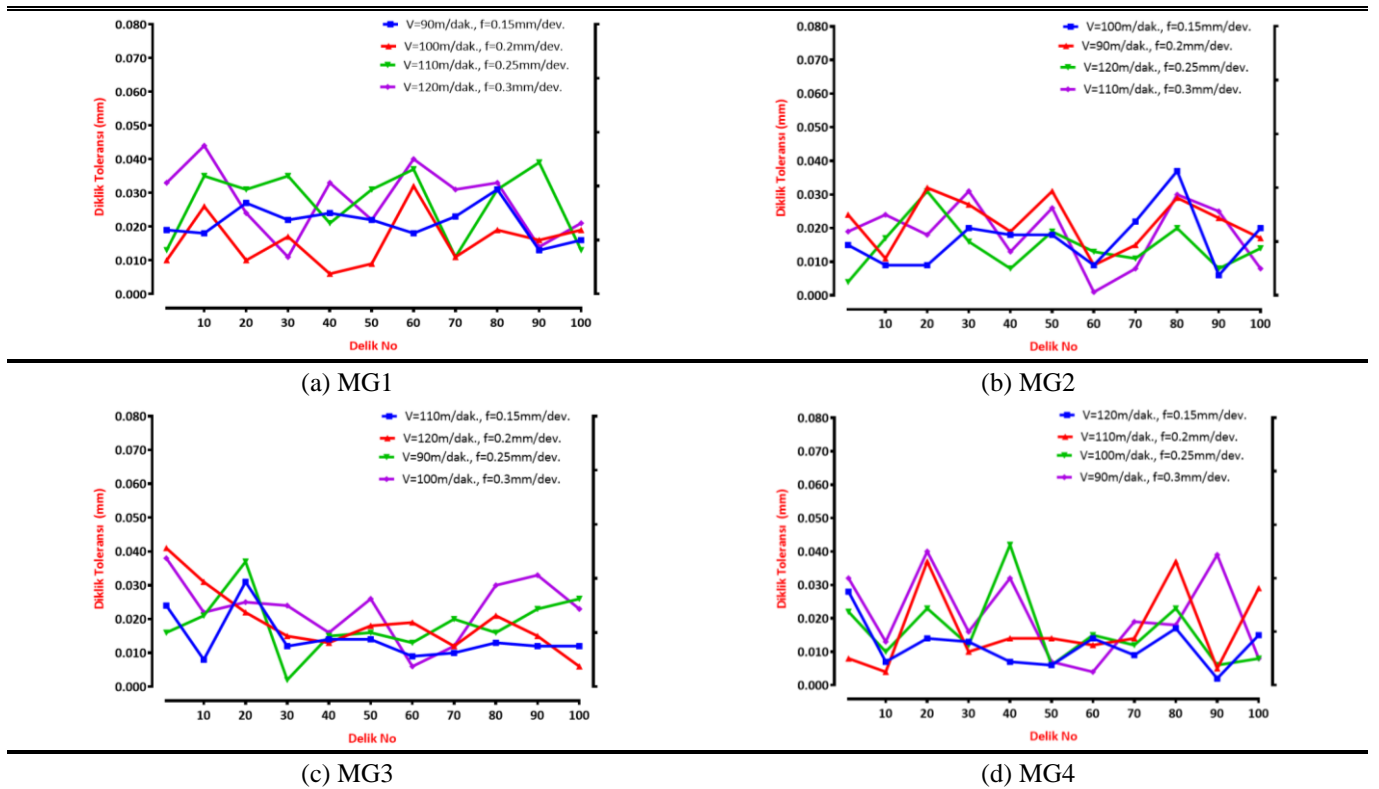 0.080
0.070
0.060
0.050
0.040
0.030
0.020
0.010
0.000
Diklik Toleransı (mm)
V=90m/dak., f=0.15mm/dev.
V=100m/dak., f=0.2mm/dev.
V=110m/dak., f=0.25mm/dev.
V=120m/dak., f=0.3mm/dev.
10 20 30 40 50 60 70 80 90 100
Delik No
0.080
0.070
0.060
0.050
0.040
0.030
0.020
0.010
0.000
Diklik Toleransı (mm)
V=100m/dak., f=0.15mm/dev.
V=90m/dak., f=0.2mm/dev.
V=120m/dak., f=0.25mm/dev.
V=110m/dak., f=0.3mm/dev.
10 20 30 40 50 60 70 80 90 100
Delik No
(a) MG1
(b) MG2
0.080
0.070
0.060
0.050
0.040
0.030
0.020
0.010
0.000
Diklik Toleransı (mm)
V=110m/dak., f=0.15mm/dev.
V=120m/dak., f=0.2mm/dev.
V=90m/dak., f=0.25mm/dev.
V=100m/dak., f=0.3mm/dev.
10 20 30 40 50 60 70 80 90 100
Delik No
0.080
0.070
0.060
0.050
0.040
0.030
0.020
0.010
0.000
Diklik Toleransı (mm)
V=120m/dak., f=0.15mm/dev.
V=110m/dak., f=0.2mm/dev.
V=100m/dak., f=0.25mm/dev.
V=90m/dak., f=0.3mm/dev.
10 20 30 40 50 60 70 80 90 100
Delik No
(c) MG3
(d) MG4